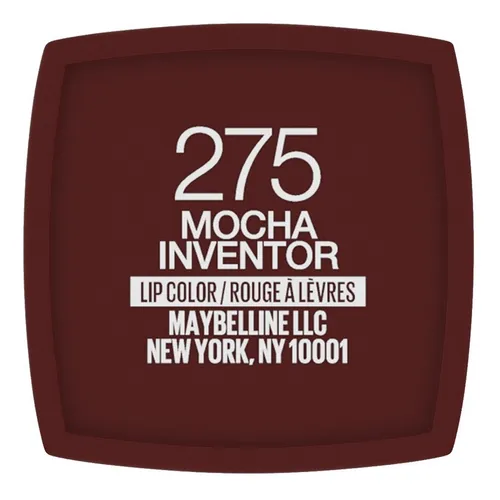 275
MOCHA
INVENTOR
LIP COLOR / ROUGE À LÈVRES
MAYBELLINE LLC
NEW YORK, NY 10001